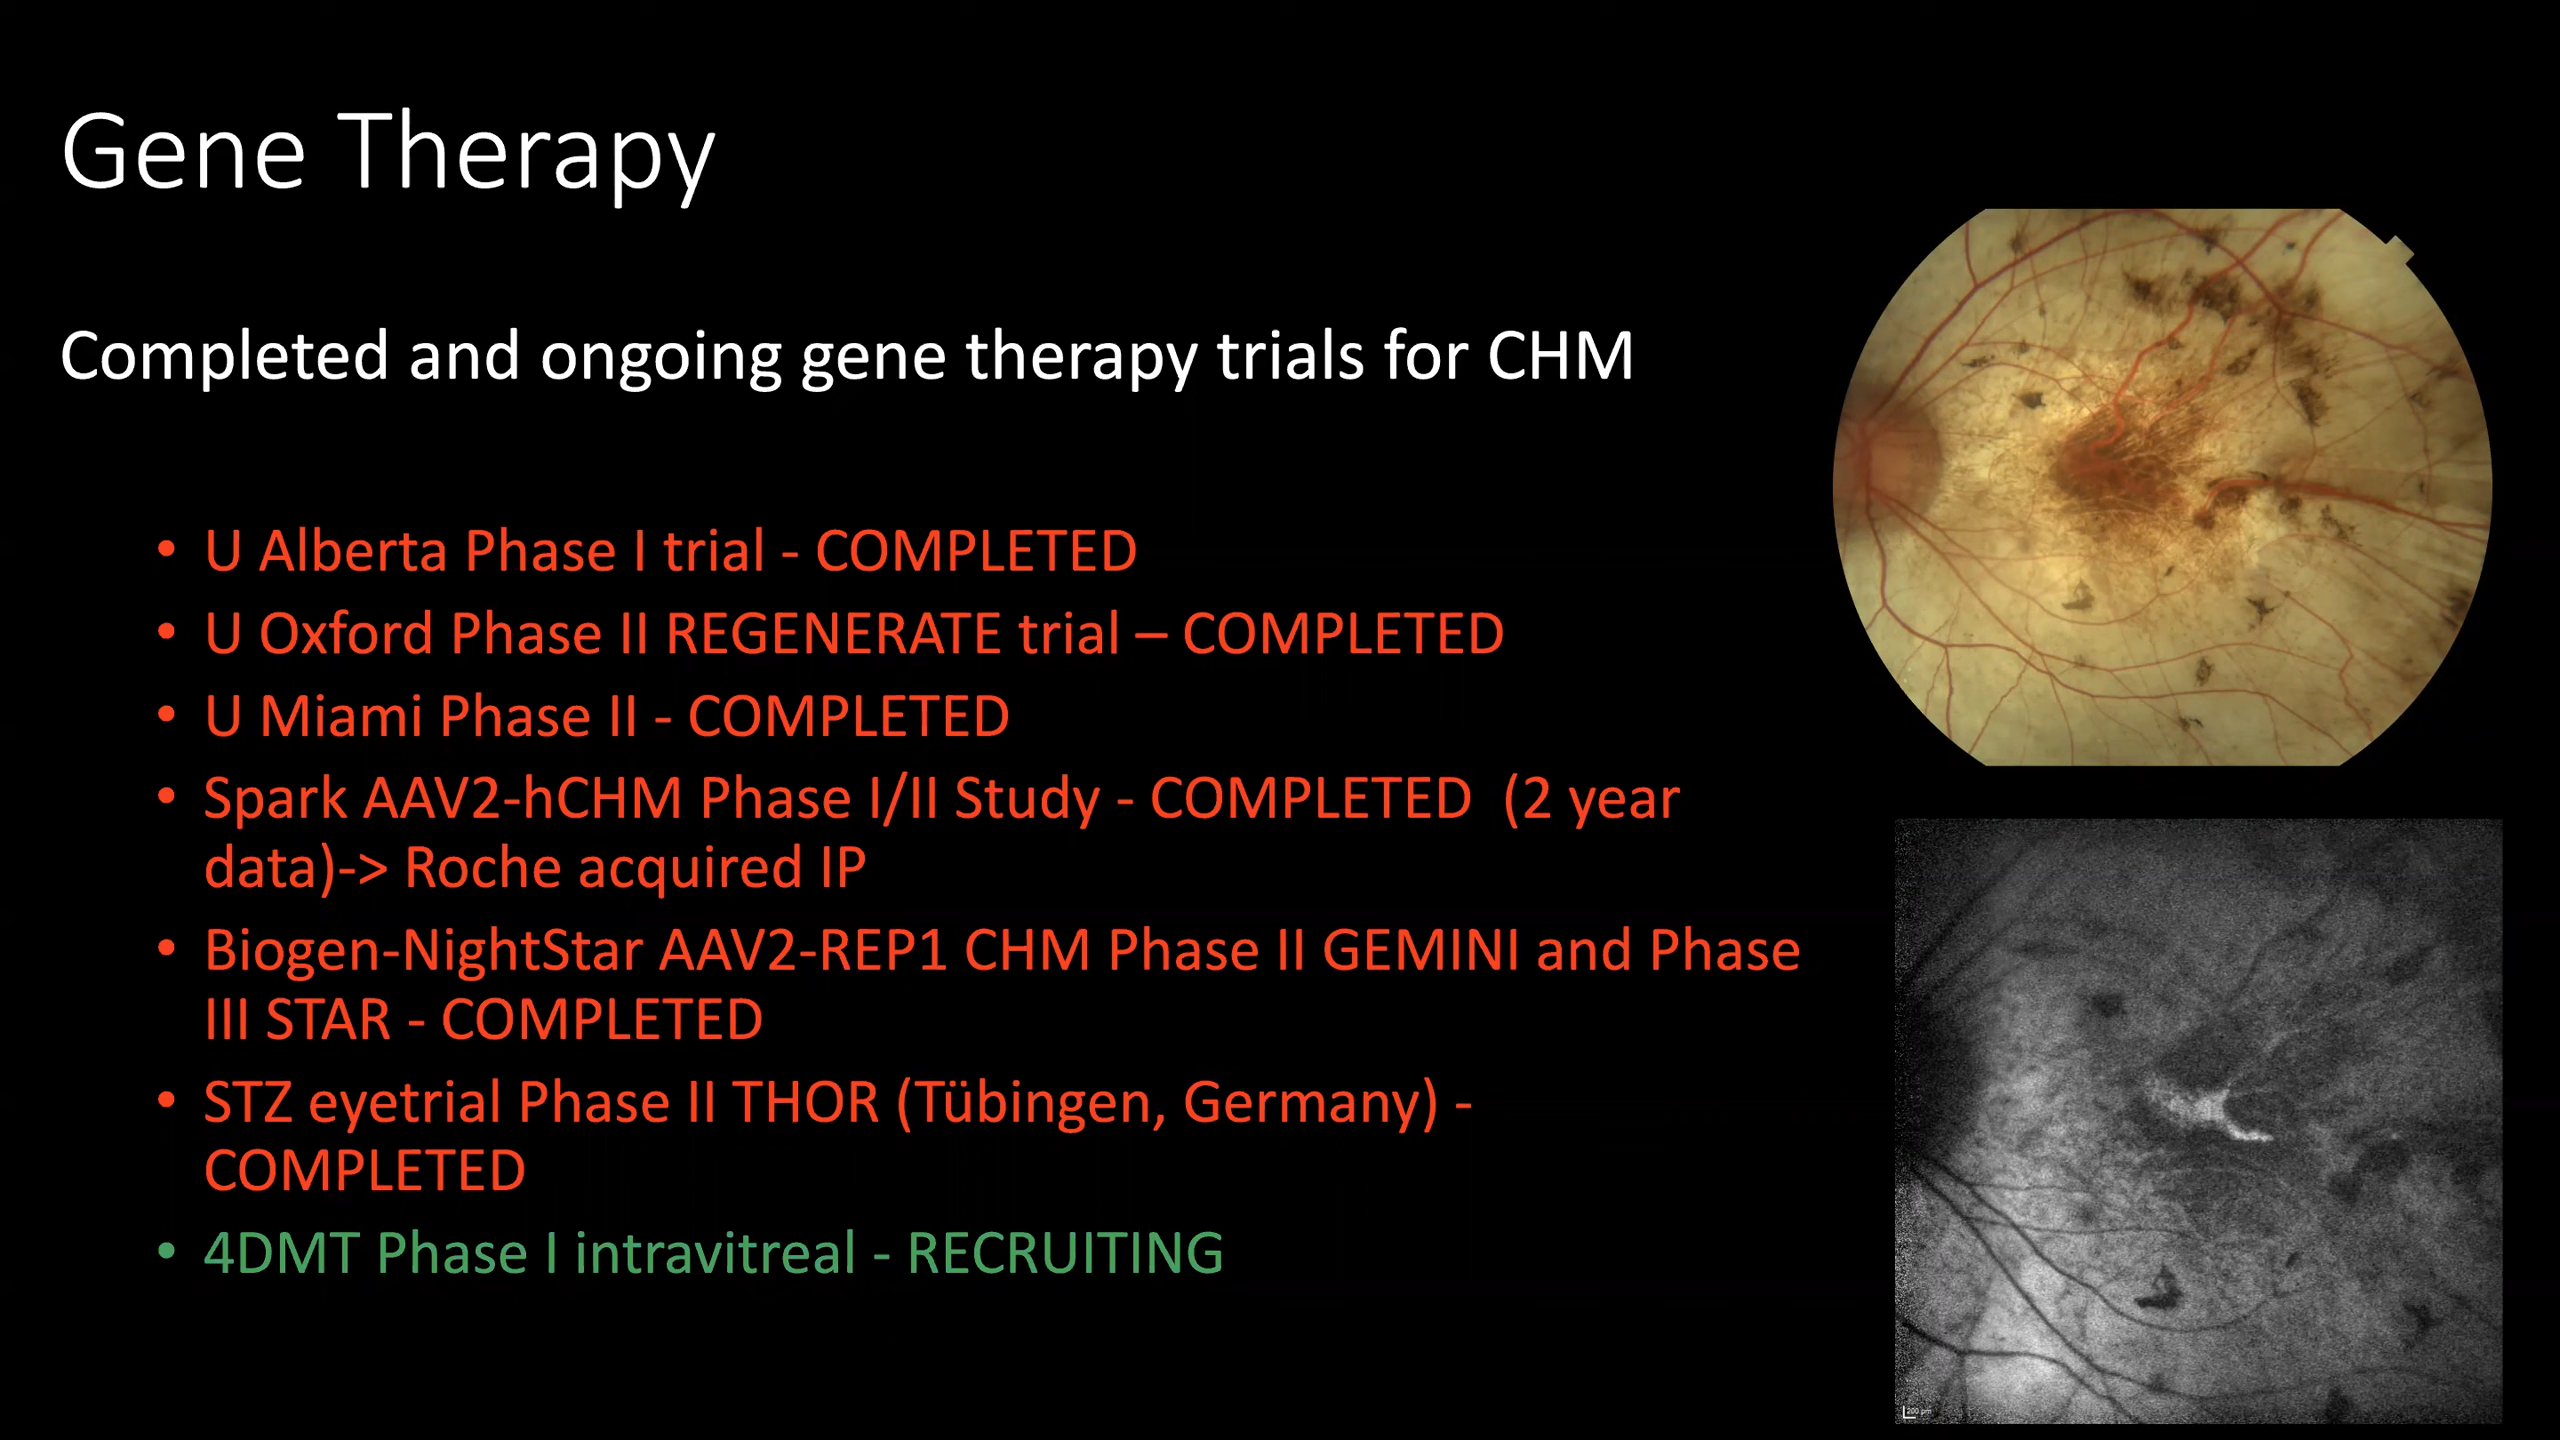 Gene Therapy
Completed and ongoing gene therapy trials for CHM
• U Alberta Phase I trial - COMPLETED
• U Oxford Phase II REGENERATE trial – COMPLETED
• U Miami Phase II - COMPLETED
• Spark AAV2-hCHM Phase I/II Study - COMPLETED  (2 year
data)-> Roche acquired IP
• Biogen-NightStar AAV2-REP1 CHM Phase II GEMINI and Phase
III STAR - COMPLETED
• STZ eyetrial Phase II THOR (Tübingen, Germany) -
COMPLETED
• 4DMT Phase I intravitreal - RECRUITING
200 µm